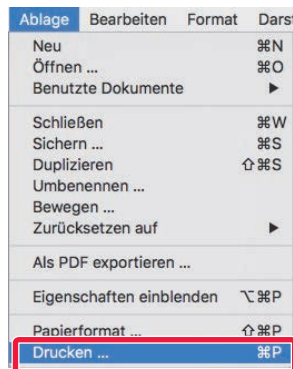 Ablage Bearbeiten Format Dars
Neu ⌘N
Öffnen ... ⌘O
Benutzte Dokumente ▶
Schließen ⌘W
Sichern ... ⌘S
Duplizieren ⇧⌘S
Umbenennen ...
Bewegen ...
Zurücksetzen auf ▶
Als PDF exportieren ...
Eigenschaften einblenden ⌥⌘P
Papierformat ... ⇧⌘P
Drucken ... ⌘P